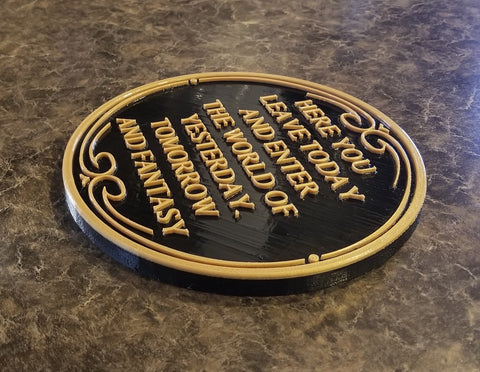 HERE YOU
LEAVE TODAY
AND ENTER
THE WORLD OF
YESTERDAY.
TOMORROW
AND FANTASY